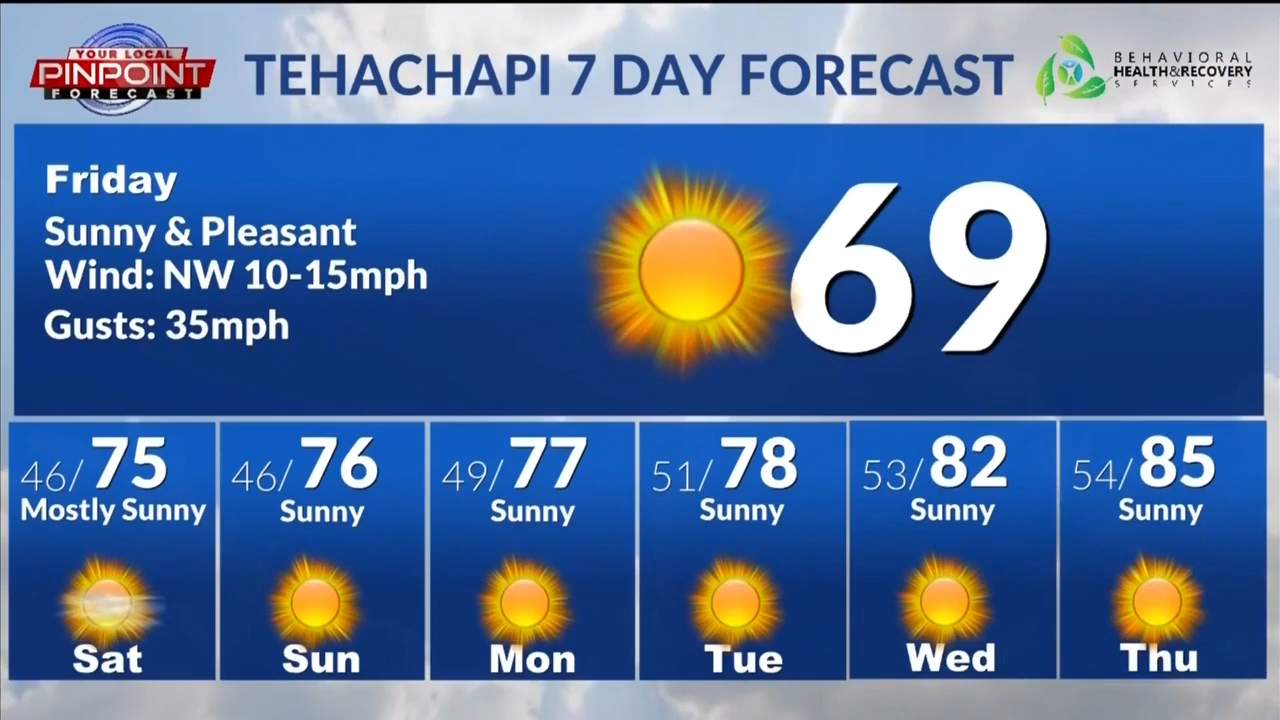 YOUR LOCAL
PINPOINT
FORECAST
TEHACHAPI 7 DAY FORECAST
BEHAVIORAL
HEALTH&RECOVERY
SERVICES
Friday
Sunny & Pleasant
Wind: NW 10-15mph
Gusts: 35mph
69
46/75
Mostly Sunny
Sat
46/76
Sunny
Sun
49/77
Sunny
Mon
51/78
Sunny
Tue
53/82
Sunny
Wed
54/85
Sunny
Thu